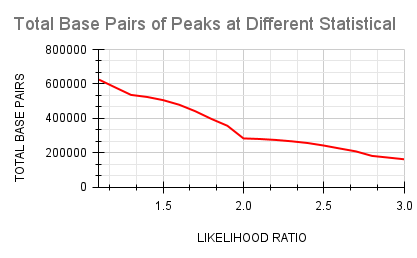 Total Base Pairs of Peaks at Different Statistical
800000
600000
400000
200000
0
TOTAL BASE PAIRS
1.5 2.0 2.5 3.0
LIKELIHOOD RATIO